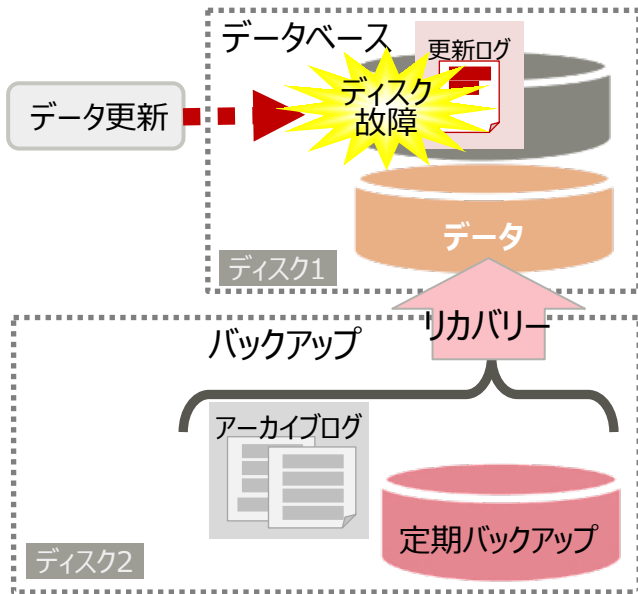 データベース
更新ログ
ディスク
故障
データ更新
データ
ディスク1
リカバリー
バックアップ
アーカイブログ
定期バックアップ
ディスク2